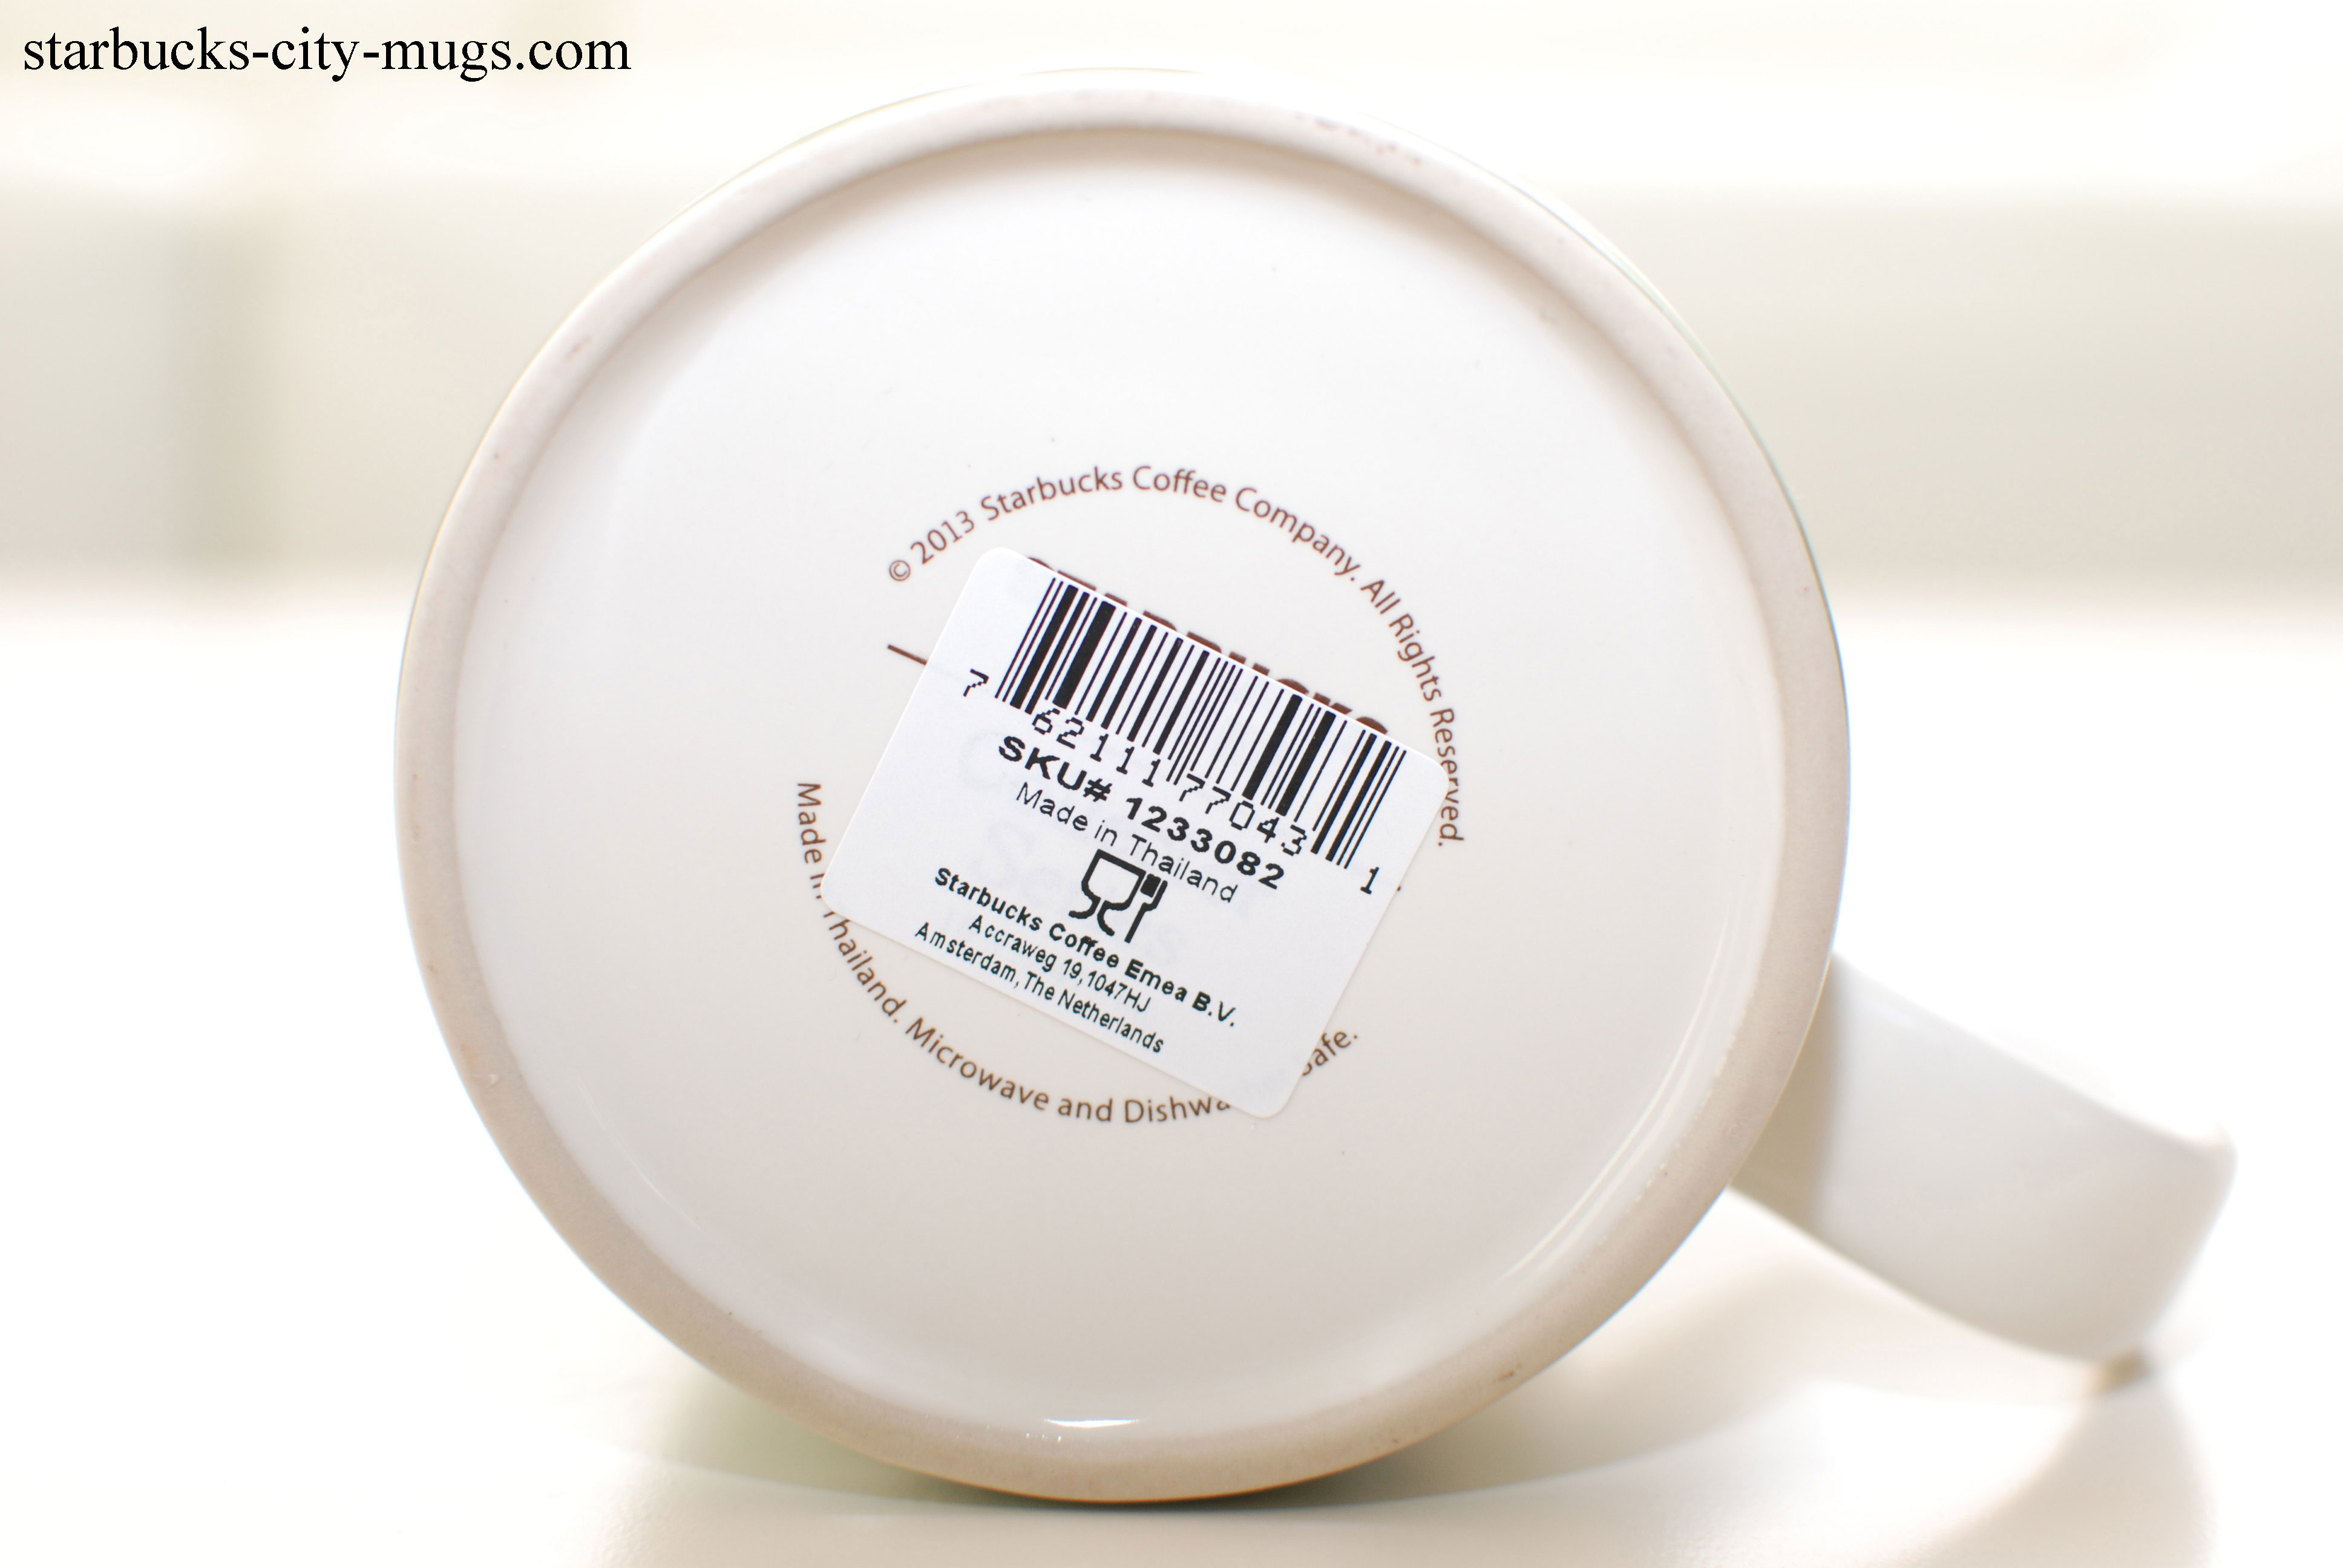 starbucks-city-mugs.com
© 2013 Starbucks Coffee Company. All Rights Reserved.
7 62111 77043 1
SKU# 1233082
Made in Thailand
Starbucks Coffee Emea B.V.
Accraweg 19,1047HJ
Amsterdam, The Netherlands
Made in Thailand. Microwave and Dishwa afe.